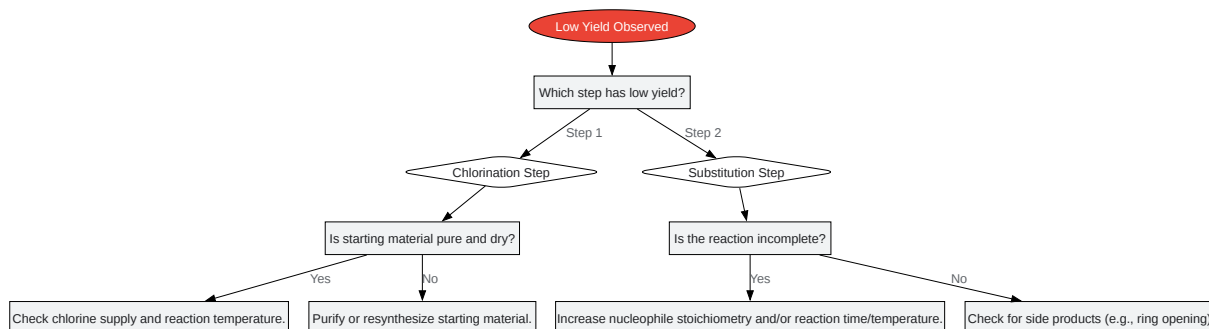 Low Yield Observed
Which step has low yield?
Step 1
Step 2
Chlorination Step
Substitution Step
Is starting material pure and dry?
Is the reaction incomplete?
Yes
No
Yes
No
Check chlorine supply and reaction temperature.
Purify or resynthesize starting material.
Increase nucleophile stoichiometry and/or reaction time/temperature.
Check for side products (e.g., ring opening)